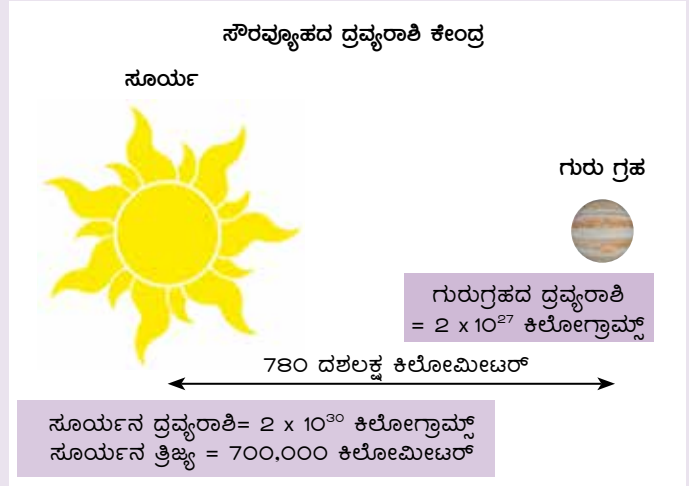 ಸೌರವ್ಯೂಹದ ದ್ರವ್ಯರಾಶಿ ಕೇಂದ್ರ
ಸೂರ್ಯ
ಗುರು ಗ್ರಹ
ಗುರುಗ್ರಹದ ದ್ರವ್ಯರಾಶಿ
= 2 x 10²⁷ ಕಿಲೋಗ್ರಾಮ್ಸ್
780 ದಶಲಕ್ಷ ಕಿಲೋಮೀಟರ್
ಸೂರ್ಯನ ದ್ರವ್ಯರಾಶಿ= 2 x 10³⁰ ಕಿಲೋಗ್ರಾಮ್ಸ್
ಸೂರ್ಯನ ತ್ರಿಜ್ಯ = 700,000 ಕಿಲೋಮೀಟರ್